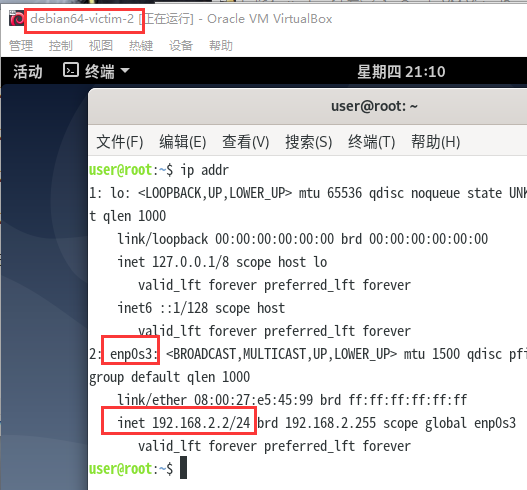 debian64-victim-2 [正在运行] - Oracle VM VirtualBox
管理 控制 视图 热键 设备 帮助
活动 终端 星期四 21:10
user@root: ~
文件(F) 编辑(E) 查看(V) 搜索(S) 终端(T) 帮助(H)
user@root:~$ ip addr
1: lo: <LOOPBACK,UP,LOWER_UP> mtu 65536 qdisc noqueue state UNK
t qlen 1000
link/loopback 00:00:00:00:00:00 brd 00:00:00:00:00:00
inet 127.0.0.1/8 scope host lo
valid_lft forever preferred_lft forever
inet6 ::1/128 scope host
valid_lft forever preferred_lft forever
2: enp0s3: <BROADCAST,MULTICAST,UP,LOWER_UP> mtu 1500 qdisc pfi
group default qlen 1000
link/ether 08:00:27:e5:45:99 brd ff:ff:ff:ff:ff:ff
inet 192.168.2.2/24 brd 192.168.2.255 scope global enp0s3
valid_lft forever preferred_lft forever
user@root:~$